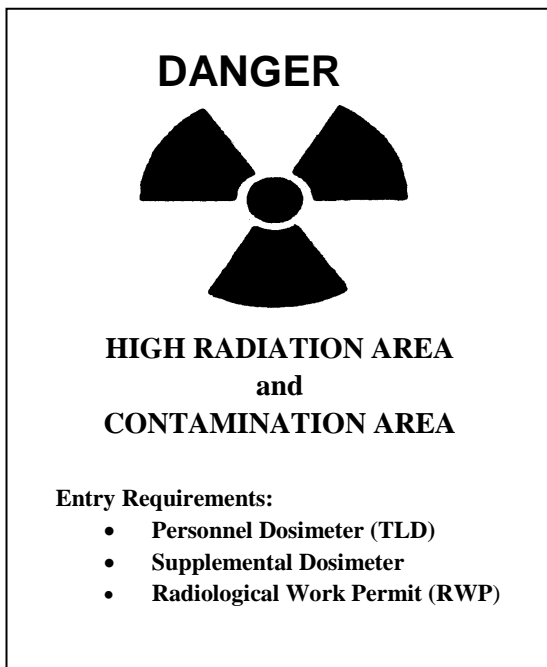 DANGER
HIGH RADIATION AREA
and
CONTAMINATION AREA
Entry Requirements:
• Personnel Dosimeter (TLD)
• Supplemental Dosimeter
• Radiological Work Permit (RWP)